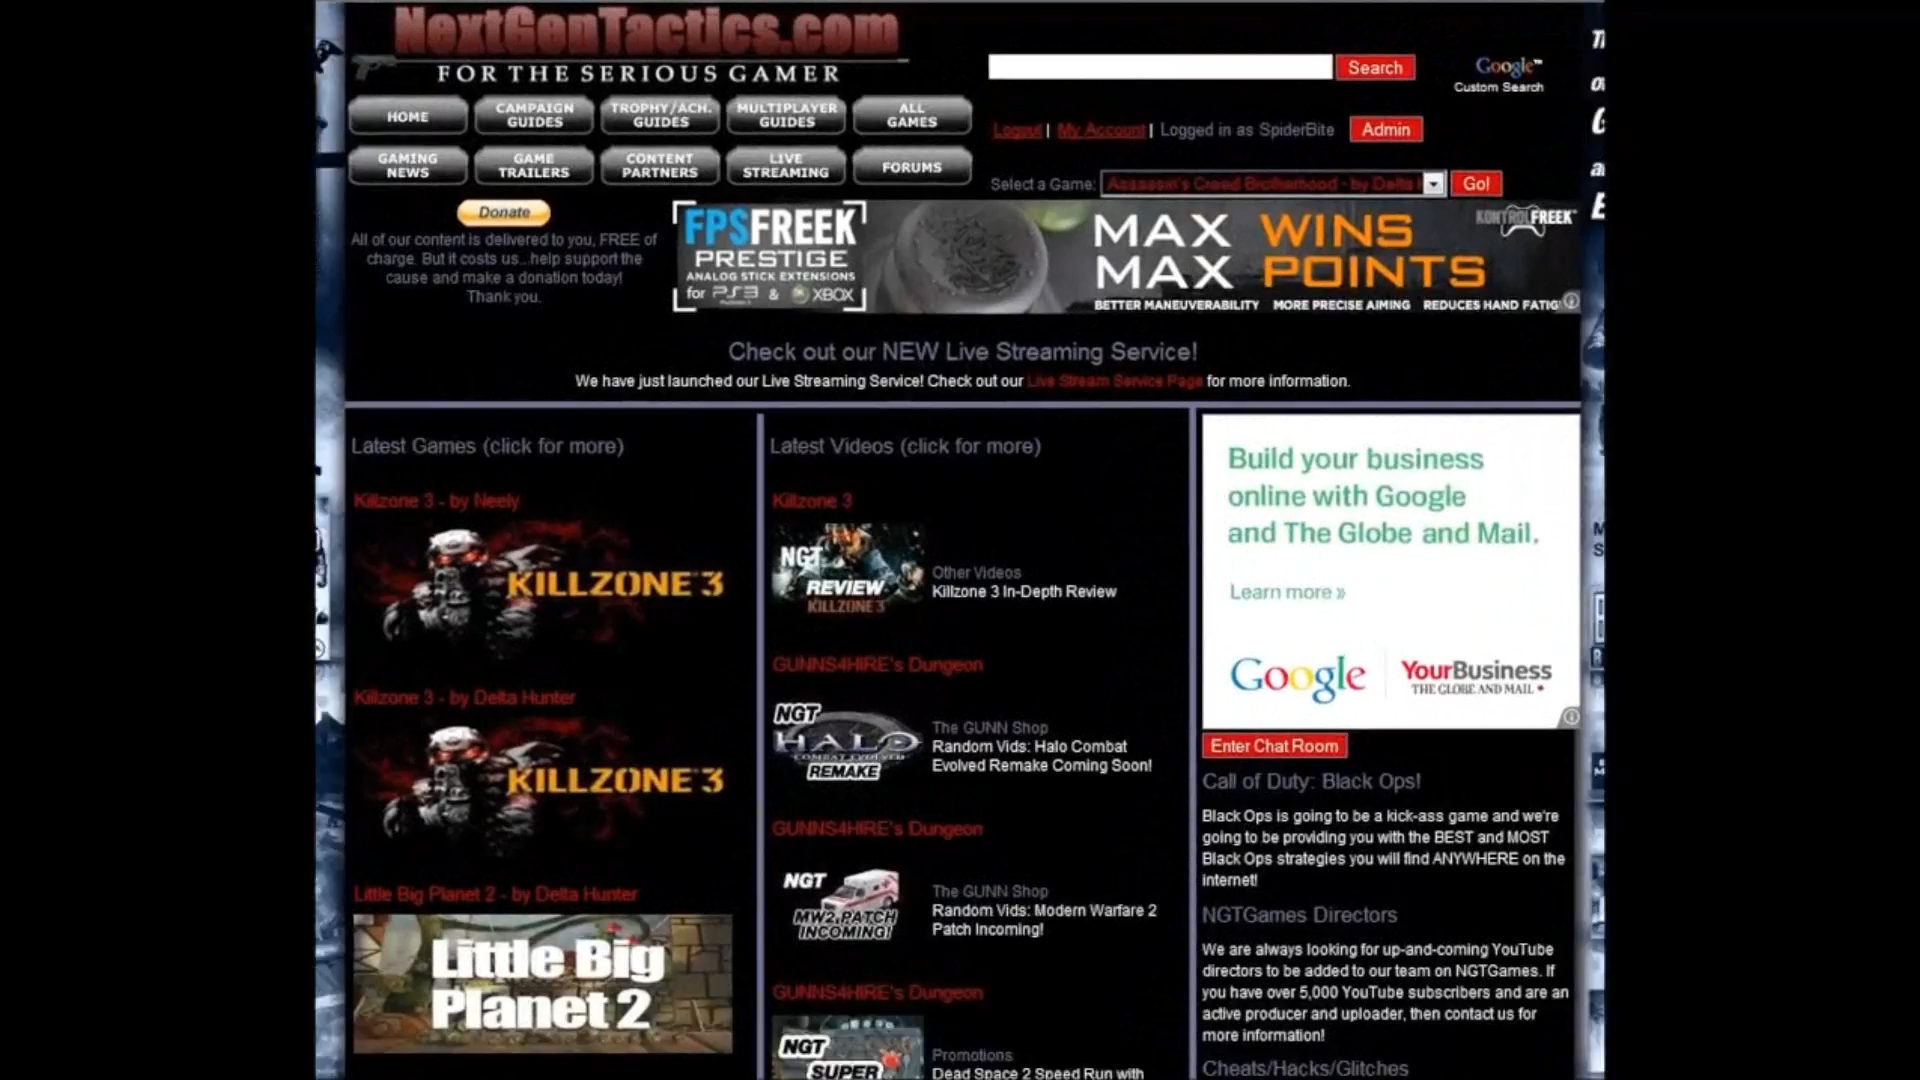 NextGenTactics.com
FOR THE SERIOUS GAMER
Search
Google™
Custom Search
HOME
CAMPAIGN
GUIDES
TROPHY/ACH.
GUIDES
MULTIPLAYER
GUIDES
ALL
GAMES
Logout | My Account | Logged in as SpiderBite
Admin
GAMING
NEWS
GAME
TRAILERS
CONTENT
PARTNERS
LIVE
STREAMING
FORUMS
Select a Game:
Assassin's Creed Brotherhood - by Delta
Go!
Donate
All of our content is delivered to you, FREE of
charge. But it costs us...help support the
cause and make a donation today!
Thank you.
FPSFREEK
PRESTIGE
ANALOG STICK EXTENSIONS
for PS3 & XBOX
MAX WINS
MAX POINTS
BETTER MANEUVERABILITY MORE PRECISE AIMING REDUCES HAND FATIG
KONTROLFREEK
Check out our NEW Live Streaming Service!
We have just launched our Live Streaming Service! Check out our Live Stream Service Page for more information.
Latest Games (click for more)
Killzone 3 - by Neely
KILLZONE 3
Killzone 3 - by Delta Hunter
KILLZONE 3
Little Big Planet 2 - by Delta Hunter
Little Big
Planet 2
Latest Videos (click for more)
Killzone 3
NGT
REVIEW
KILLZONE 3
Other Videos
Killzone 3 In-Depth Review
GUNNS4HIRE's Dungeon
NGT
HALO
COMBAT EVOLVED
REMAKE
The GUNN Shop
Random Vids: Halo Combat
Evolved Remake Coming Soon!
GUNNS4HIRE's Dungeon
NGT
MW2 PATCH
INCOMING!
The GUNN Shop
Random Vids: Modern Warfare 2
Patch Incoming!
GUNNS4HIRE's Dungeon
NGT
SUPER
Promotions
Dead Space 2 Speed Run with
Build your business
online with Google
and The Globe and Mail.
Learn more »
Google
YourBusiness
THE GLOBE AND MAIL
Enter Chat Room
Call of Duty: Black Ops!
Black Ops is going to be a kick-ass game and we're
going to be providing you with the BEST and MOST
Black Ops strategies you will find ANYWHERE on the
internet!
NGTGames Directors
We are always looking for up-and-coming YouTube
directors to be added to our team on NGTGames. If
you have over 5,000 YouTube subscribers and are an
active producer and uploader, then contact us for
more information!
Cheats/Hacks/Glitches